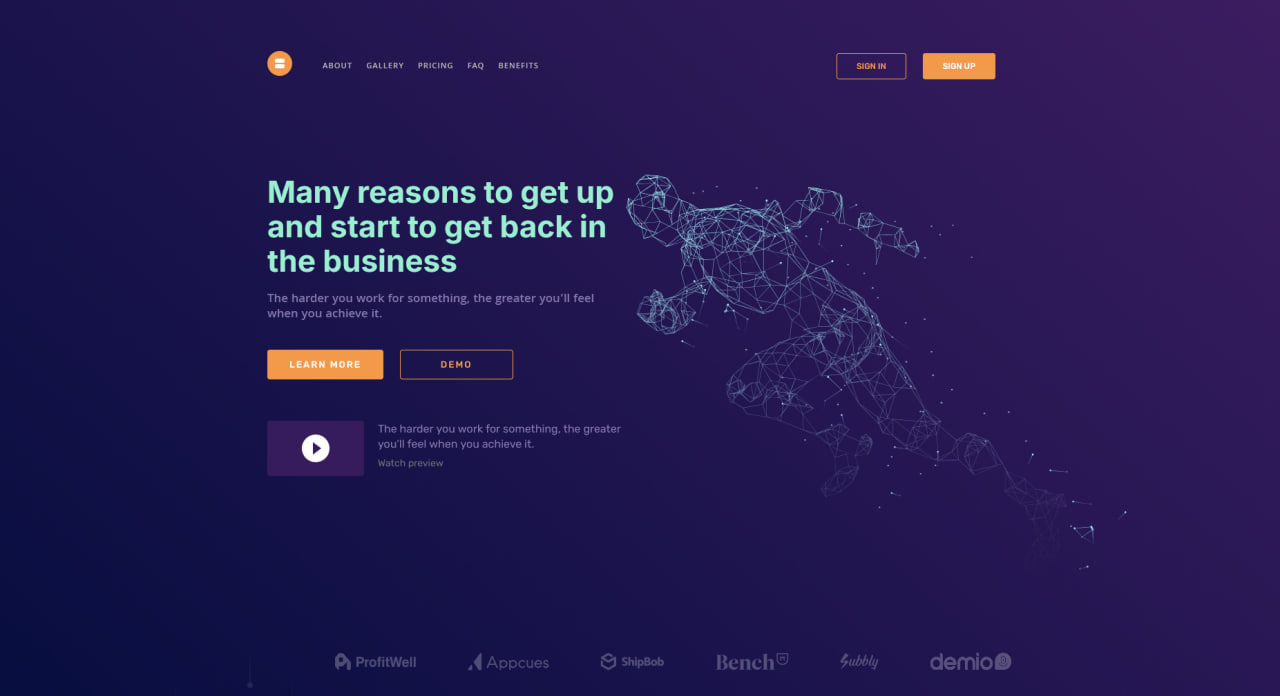 ABOUT GALLERY PRICING FAQ BENEFITS SIGN IN SIGN UP
Many reasons to get up
and start to get back in
the business
The harder you work for something, the greater you'll feel
when you achieve it.
LEARN MORE DEMO
The harder you work for something, the greater
you'll feel when you achieve it.
Watch preview
ProfitWell Appcues ShipBob Bench Subbly demio